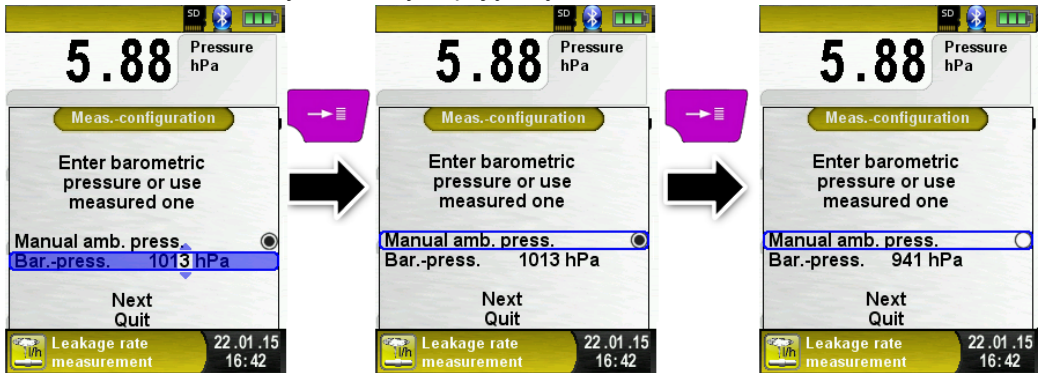 SD
5.88 Pressure
hPa
Meas.-configuration
Enter barometric
pressure or use
measured one
Manual amb. press.
Bar.-press. 1013 hPa
Next
Quit
l/h Leakage rate 22.01.15
measurement 16:42
SD
5.88 Pressure
hPa
Meas.-configuration
Enter barometric
pressure or use
measured one
Manual amb. press.
Bar.-press. 1013 hPa
Next
Quit
l/h Leakage rate 22.01.15
measurement 16:42
SD
5.88 Pressure
hPa
Meas.-configuration
Enter barometric
pressure or use
measured one
Manual amb. press.
Bar.-press. 941 hPa
Next
Quit
l/h Leakage rate 22.01.15
measurement 16:42